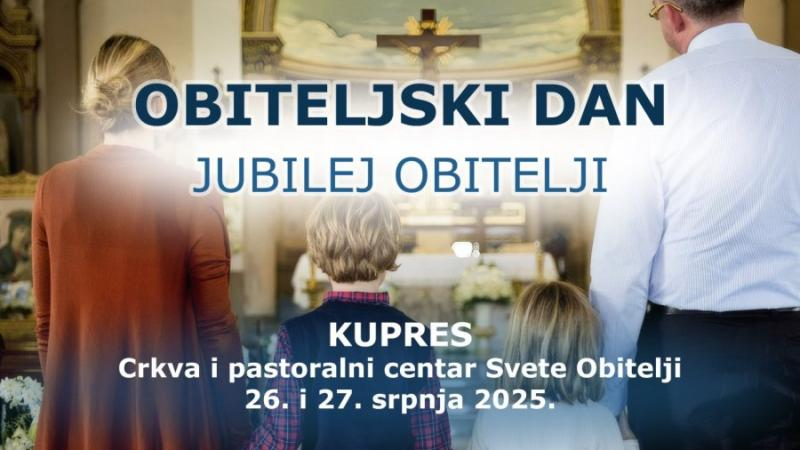 OBITELJSKI DAN
JUBILEJ OBITELJI
KUPRES
Crkva i pastoralni centar Svete Obitelji
26. i 27. srpnja 2025.